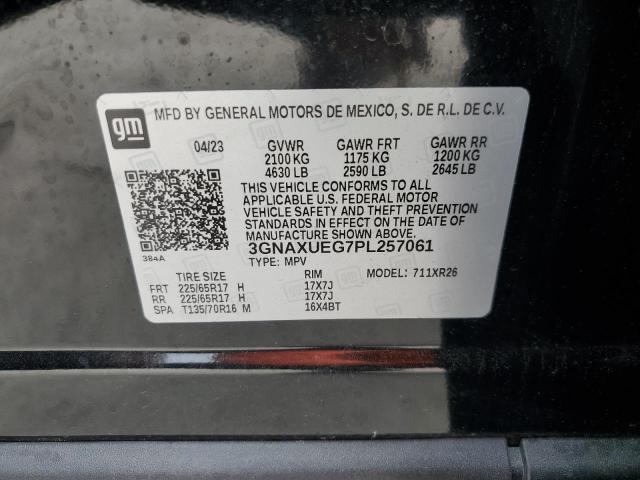 gm
MFD BY GENERAL MOTORS DE MEXICO, S. DE R.L. DE C.V.
04/23 GVWR GAWR FRT GAWR RR
2100 KG 1175 KG 1200 KG
4630 LB 2590 LB 2645 LB
THIS VEHICLE CONFORMS TO ALL
APPLICABLE U.S. FEDERAL MOTOR
VEHICLE SAFETY AND THEFT PREVENTION
STANDARDS IN EFFECT ON THE DATE OF
MANUFACTURE SHOWN ABOVE.
384A
3GNAXUEG7PL257061
TYPE: MPV MODEL: 711XR26
TIRE SIZE RIM
FRT 225/65R17 H 17X7J
RR 225/65R17 H 17X7J
SPA T135/70R16 M 16X4BT